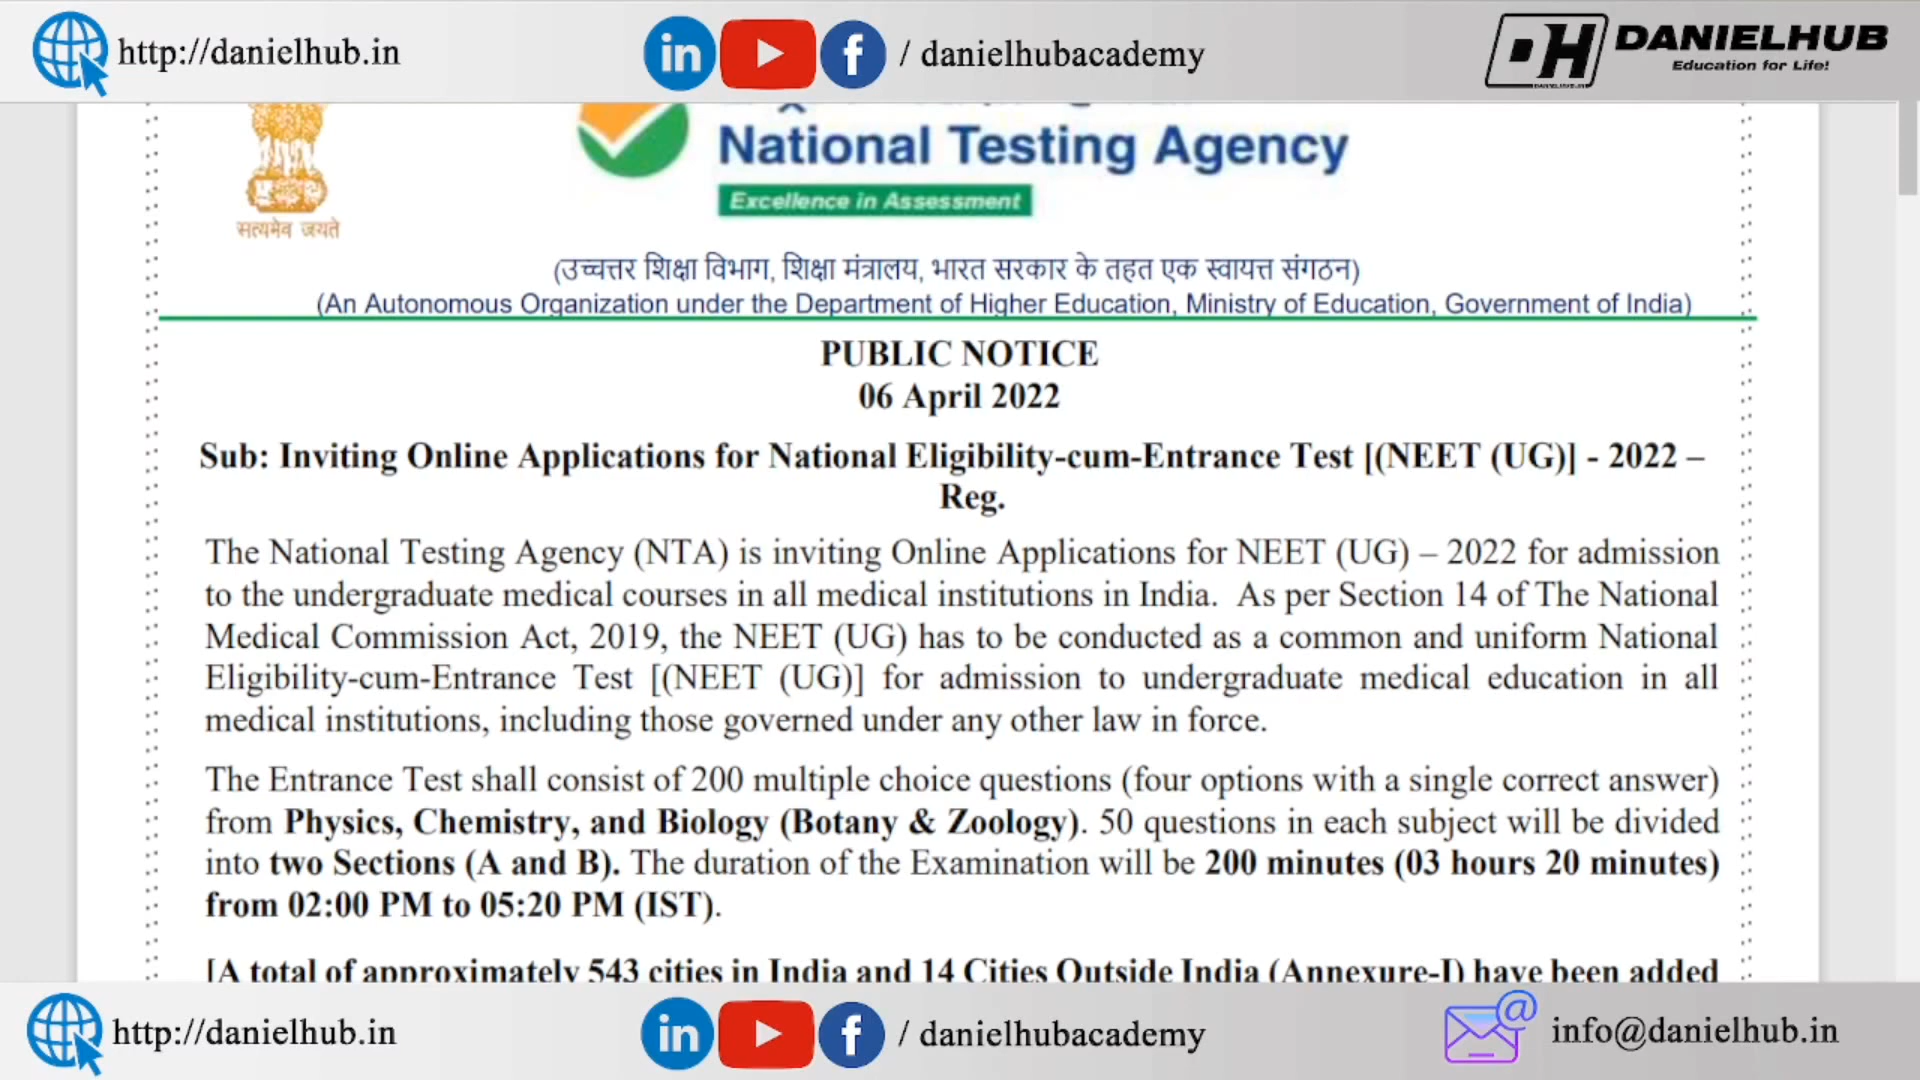 http://danielhub.in
in f / danielhubacademy
DH DANIELHUB
Education for Life!
DANIELHUB.IN
National Testing Agency
Excellence in Assessment
सत्यमेव जयते
(उच्चत्तर शिक्षा विभाग, शिक्षा मंत्रालय, भारत सरकार के तहत एक स्वायत्त संगठन)
(An Autonomous Organization under the Department of Higher Education, Ministry of Education, Government of India)
PUBLIC NOTICE
06 April 2022
Sub: Inviting Online Applications for National Eligibility-cum-Entrance Test [(NEET (UG)] - 2022 –
Reg.
The National Testing Agency (NTA) is inviting Online Applications for NEET (UG) – 2022 for admission
to the undergraduate medical courses in all medical institutions in India. As per Section 14 of The National
Medical Commission Act, 2019, the NEET (UG) has to be conducted as a common and uniform National
Eligibility-cum-Entrance Test [(NEET (UG)] for admission to undergraduate medical education in all
medical institutions, including those governed under any other law in force.
The Entrance Test shall consist of 200 multiple choice questions (four options with a single correct answer)
from Physics, Chemistry, and Biology (Botany & Zoology). 50 questions in each subject will be divided
into two Sections (A and B). The duration of the Examination will be 200 minutes (03 hours 20 minutes)
from 02:00 PM to 05:20 PM (IST).
[A total of approximately 543 cities in India and 14 Cities Outside India (Annexure-I) have been added
http://danielhub.in
in f / danielhubacademy
@ info@danielhub.in